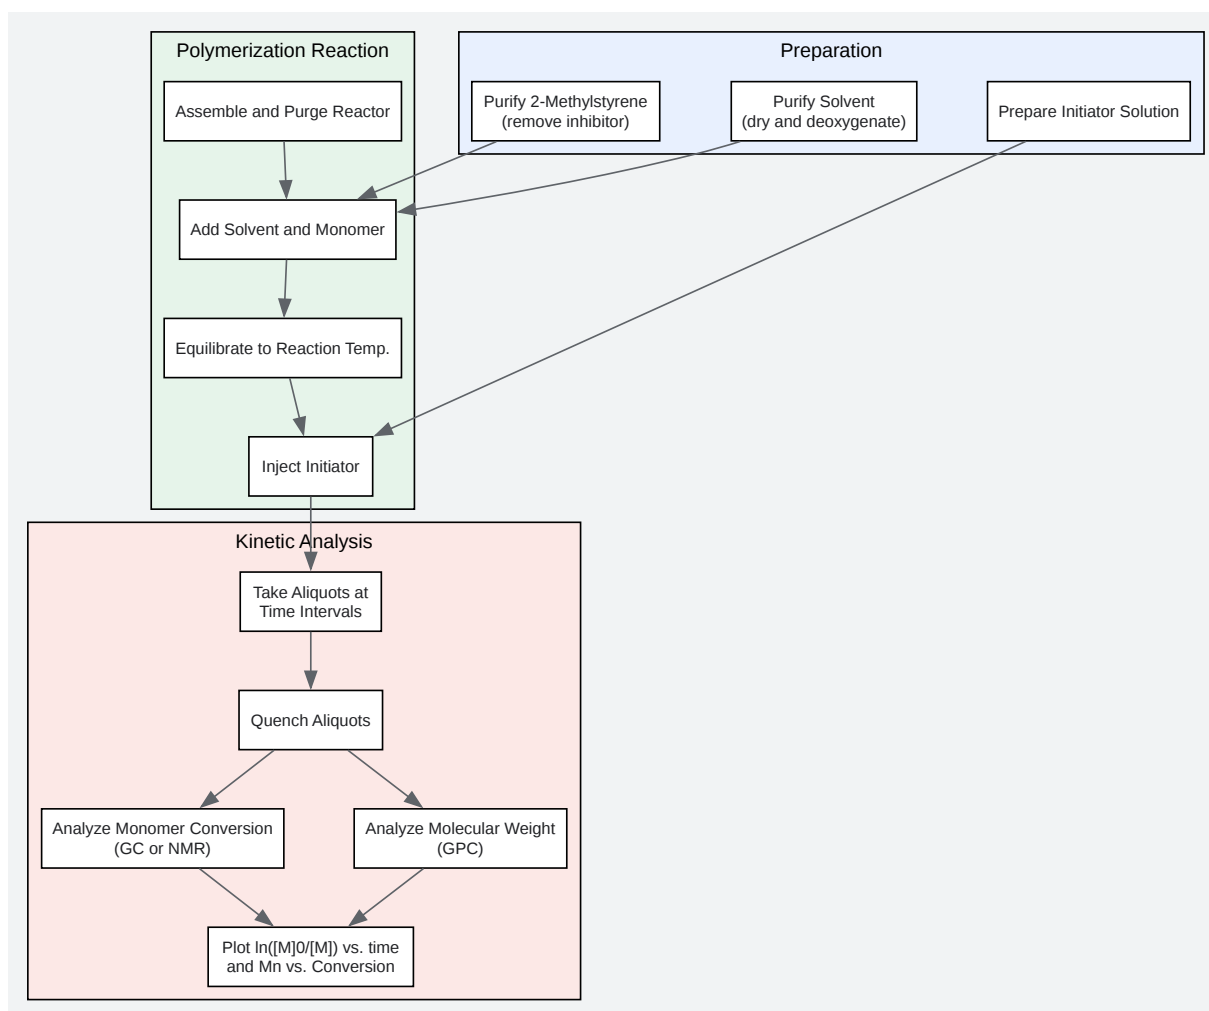 Polymerization Reaction
Assemble and Purge Reactor
Add Solvent and Monomer
Equilibrate to Reaction Temp.
Inject Initiator
Preparation
Purify 2-Methylstyrene
(remove inhibitor)
Purify Solvent
(dry and deoxygenate)
Prepare Initiator Solution
Kinetic Analysis
Take Aliquots at
Time Intervals
Quench Aliquots
Analyze Monomer Conversion
(GC or NMR)
Analyze Molecular Weight
(GPC)
Plot ln([M]0/[M]) vs. time
and Mn vs. Conversion